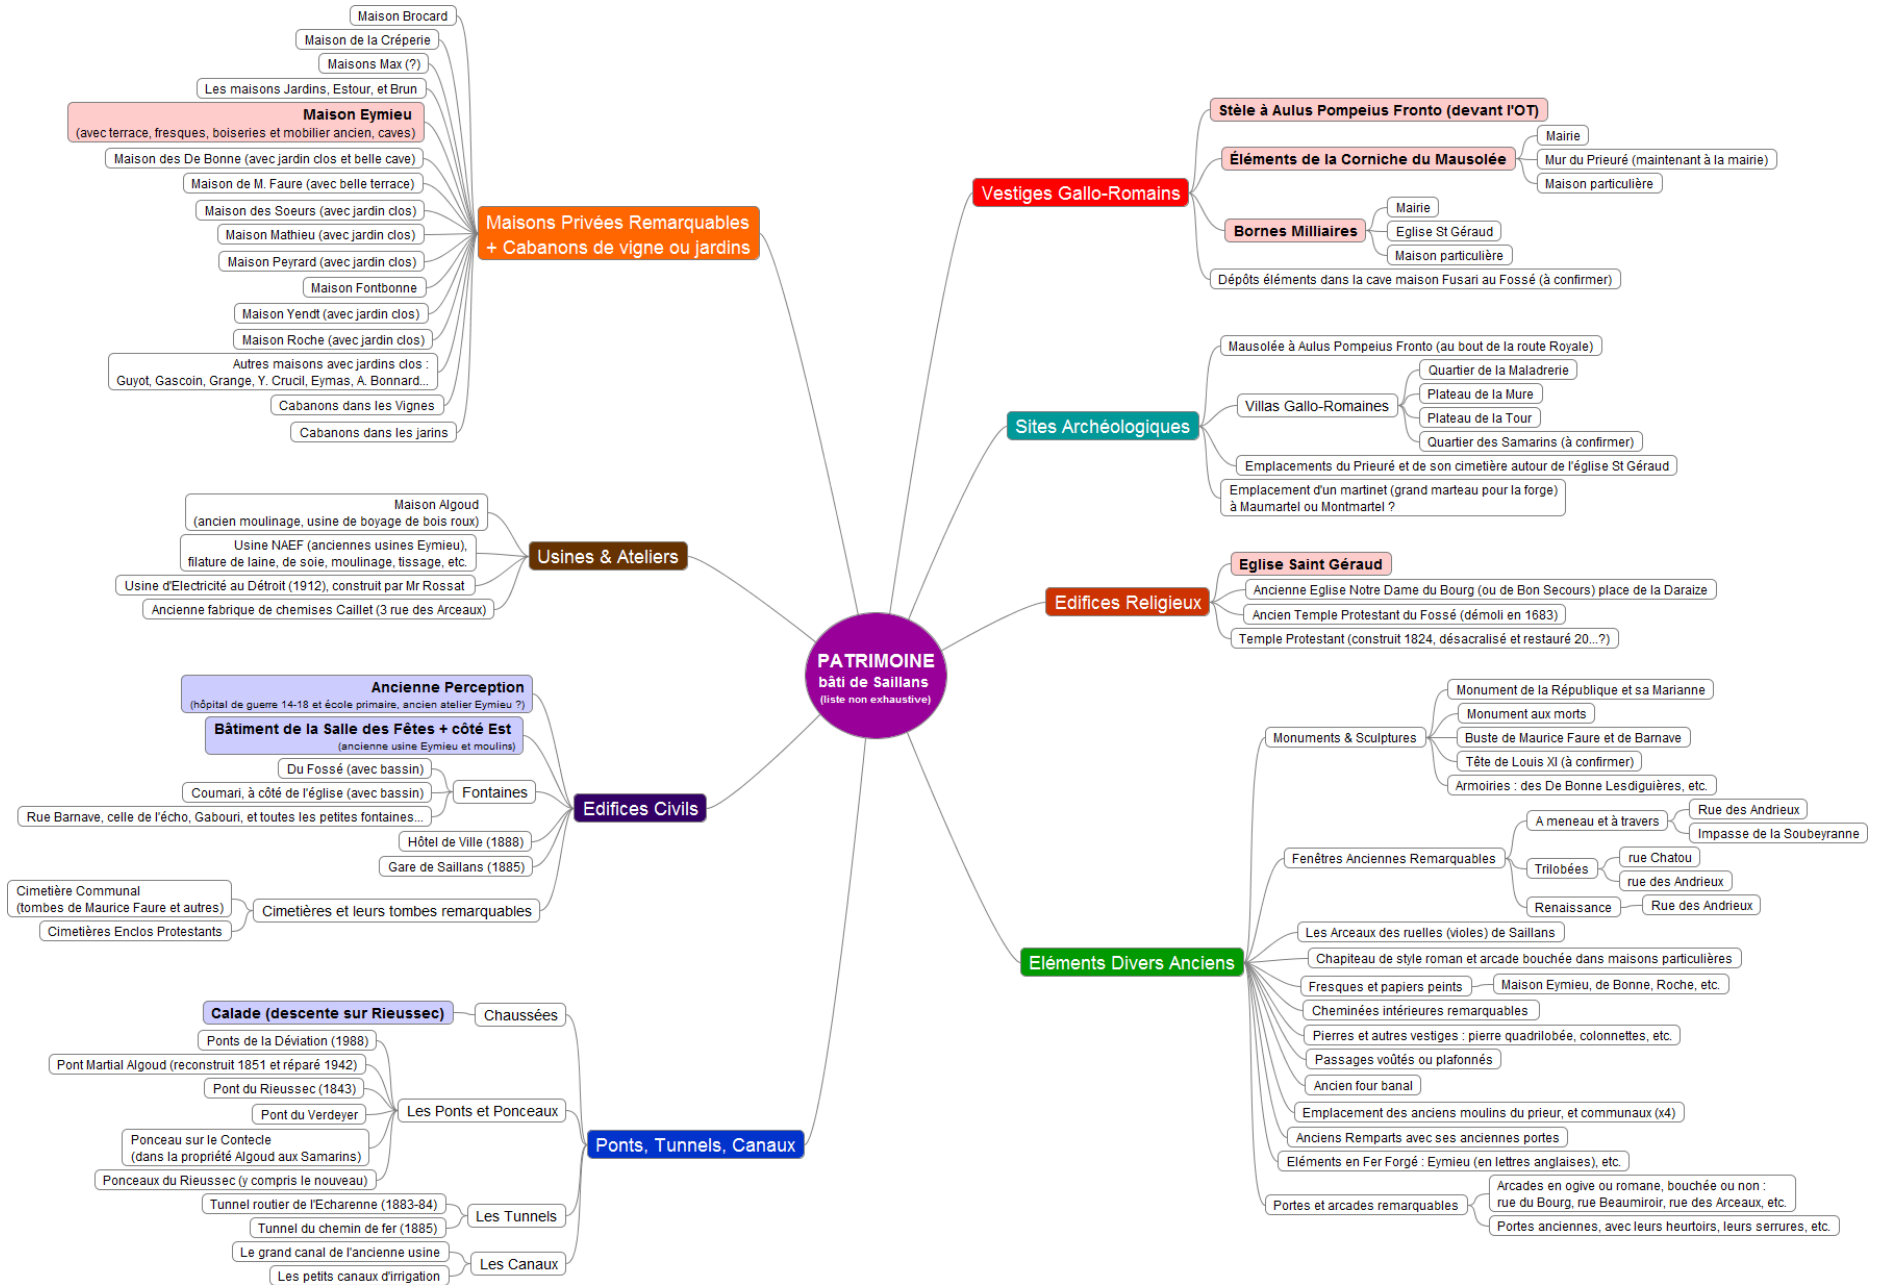 PATRIMOINE
bâti de Saillans
(liste non exhaustive)
Maisons Privées Remarquables
+ Cabanons de vigne ou jardins
Maison Brocard
Maison de la Créperie
Maisons Max (?)
Les maisons Jardins, Estour, et Brun
Maison Eymieu
(avec terrace, fresques, boiseries et mobilier ancien, caves)
Maison des De Bonne (avec jardin clos et belle cave)
Maison de M. Faure (avec belle terrace)
Maison des Soeurs (avec jardin clos)
Maison Mathieu (avec jardin clos)
Maison Peyrard (avec jardin clos)
Maison Fontbonne
Maison Yendt (avec jardin clos)
Maison Roche (avec jardin clos)
Autres maisons avec jardins clos :
Guyot, Gascoin, Grange, Y. Crucil, Eymas, A. Bonnard...
Cabanons dans les Vignes
Cabanons dans les jarins
Usines & Ateliers
Maison Algoud
(ancien moulinage, usine de boyage de bois roux)
Usine NAEF (anciennes usines Eymieu),
filature de laine, de soie, moulinage, tissage, etc.
Usine d'Electricité au Détroit (1912), construit par Mr Rossat
Ancienne fabrique de chemises Caillet (3 rue des Arceaux)
Edifices Civils
Ancienne Perception
(hôpital de guerre 14-18 et école primaire, ancien atelier Eymieu ?)
Bâtiment de la Salle des Fêtes + côté Est
(ancienne usine Eymieu et moulins)
Fontaines
Du Fossé (avec bassin)
Coumari, à côté de l'église (avec bassin)
Rue Barnave, celle de l'écho, Gabouri, et toutes les petites fontaines...
Hôtel de Ville (1888)
Gare de Saillans (1885)
Cimetières et leurs tombes remarquables
Cimetière Communal
(tombes de Maurice Faure et autres)
Cimetières Enclos Protestants
Ponts, Tunnels, Canaux
Chaussées
Calade (descente sur Rieussec)
Les Ponts et Ponceaux
Ponts de la Déviation (1988)
Pont Martial Algoud (reconstruit 1851 et réparé 1942)
Pont du Rieussec (1843)
Pont du Verdeyer
Ponceau sur le Contecle
(dans la propriété Algoud aux Samarins)
Ponceaux du Rieussec (y compris le nouveau)
Les Tunnels
Tunnel routier de l'Echarenne (1883-84)
Tunnel du chemin de fer (1885)
Les Canaux
Le grand canal de l'ancienne usine
Les petits canaux d'irrigation
Vestiges Gallo-Romains
Stèle à Aulus Pompeius Fronto (devant l'OT)
Éléments de la Corniche du Mausolée
Mairie
Mur du Prieuré (maintenant à la mairie)
Maison particulière
Bornes Milliaires
Mairie
Eglise St Géraud
Maison particulière
Dépôts éléments dans la cave maison Fusari au Fossé (à confirmer)
Sites Archéologiques
Mausolée à Aulus Pompeius Fronto (au bout de la route Royale)
Villas Gallo-Romaines
Quartier de la Maladrerie
Plateau de la Mure
Plateau de la Tour
Quartier des Samarins (à confirmer)
Emplacements du Prieuré et de son cimetière autour de l'église St Géraud
Emplacement d'un martinet (grand marteau pour la forge)
à Maumartel ou Montmartel ?
Edifices Religieux
Eglise Saint Géraud
Ancienne Eglise Notre Dame du Bourg (ou de Bon Secours) place de la Daraize
Ancien Temple Protestant du Fossé (démoli en 1683)
Temple Protestant (construit 1824, désacralisé et restauré 20...?)
Eléments Divers Anciens
Monuments & Sculptures
Monument de la République et sa Marianne
Monument aux morts
Buste de Maurice Faure et de Barnave
Tête de Louis XI (à confirmer)
Armoiries : des De Bonne Lesdiguières, etc.
Fenêtres Anciennes Remarquables
A meneau et à travers
Rue des Andrieux
Impasse de la Soubeyranne
Trilobées
rue Chatou
rue des Andrieux
Renaissance
Rue des Andrieux
Les Arceaux des ruelles (violes) de Saillans
Chapiteau de style roman et arcade bouchée dans maisons particulières
Fresques et papiers peints
Maison Eymieu, de Bonne, Roche, etc.
Cheminées intérieures remarquables
Pierres et autres vestiges : pierre quadrilobée, colonnettes, etc.
Passages voûtés ou plafonnés
Ancien four banal
Emplacement des anciens moulins du prieur, et communaux (x4)
Anciens Remparts avec ses anciennes portes
Eléments en Fer Forgé : Eymieu (en lettres anglaises), etc.
Portes et arcades remarquables
Arcades en ogive ou romane, bouchée ou non :
rue du Bourg, rue Beaumiroir, rue des Arceaux, etc.
Portes anciennes, avec leurs heurtoirs, leurs serrures, etc.